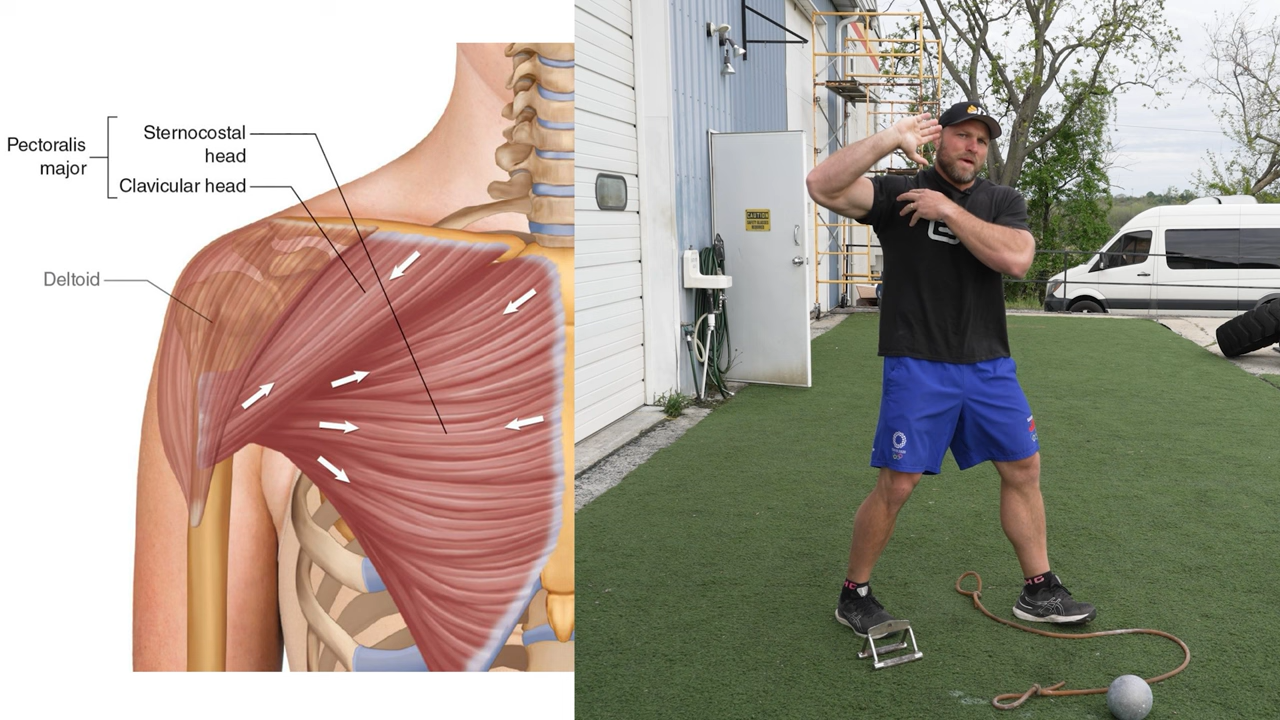 Pectoralis
major
Sternocostal
head
Clavicular head
Deltoid
CAUTION